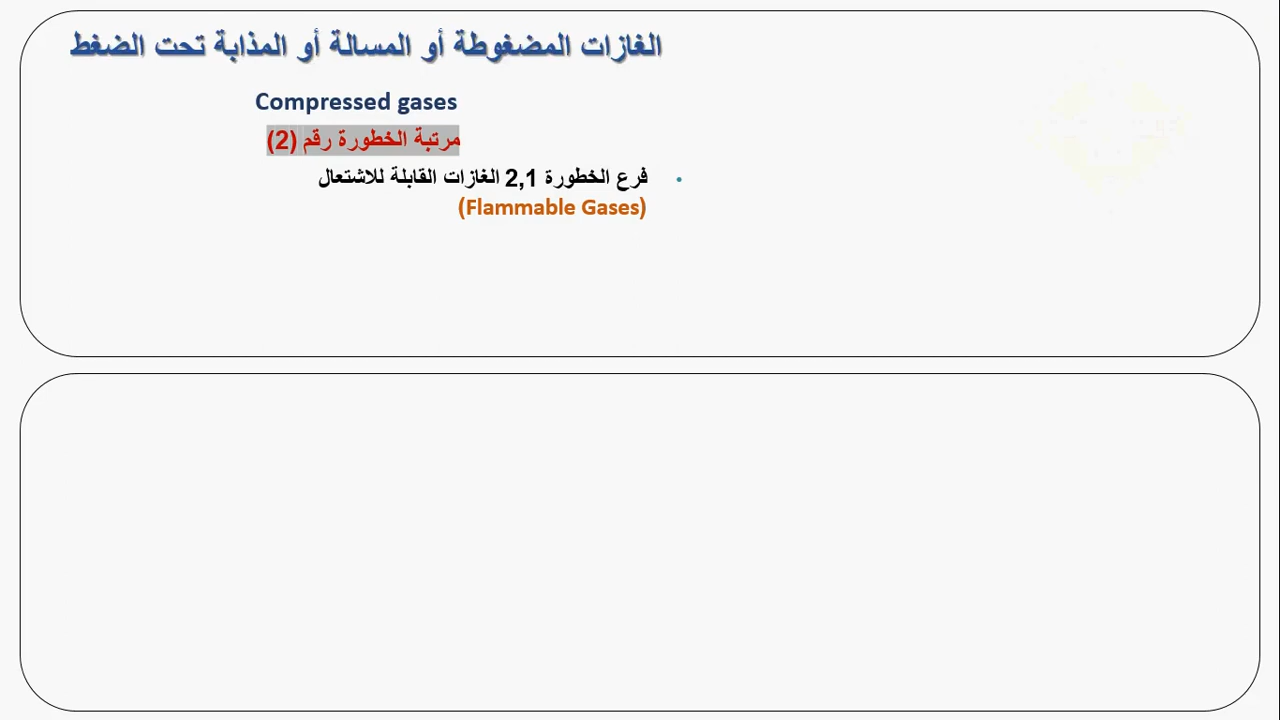 الغازات المضغوطة أو المسالة أو المذابة تحت الضغط
Compressed gases
مرتبة الخطورة رقم (2)
• فرع الخطورة 2,1 الغازات القابلة للاشتعال
(Flammable Gases)